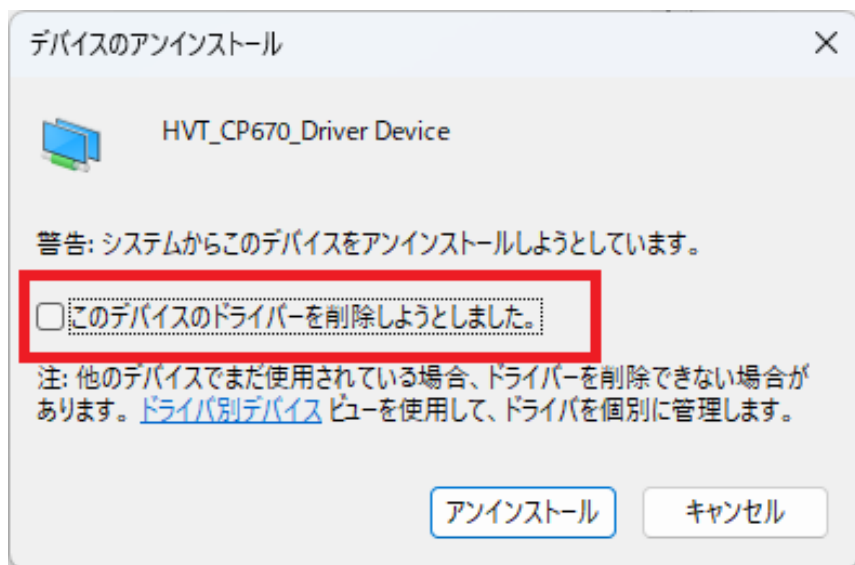 デバイスのアンインストール
HVT_CP670_Driver Device
警告: システムからこのデバイスをアンインストールしようとしています。
このデバイスのドライバーを削除しようとしました。
注: 他のデバイスでまだ使用されている場合、ドライバーを削除できない場合が
あります。ドライバ別デバイス ビューを使用して、ドライバを個別に管理します。
アンインストール
キャンセル